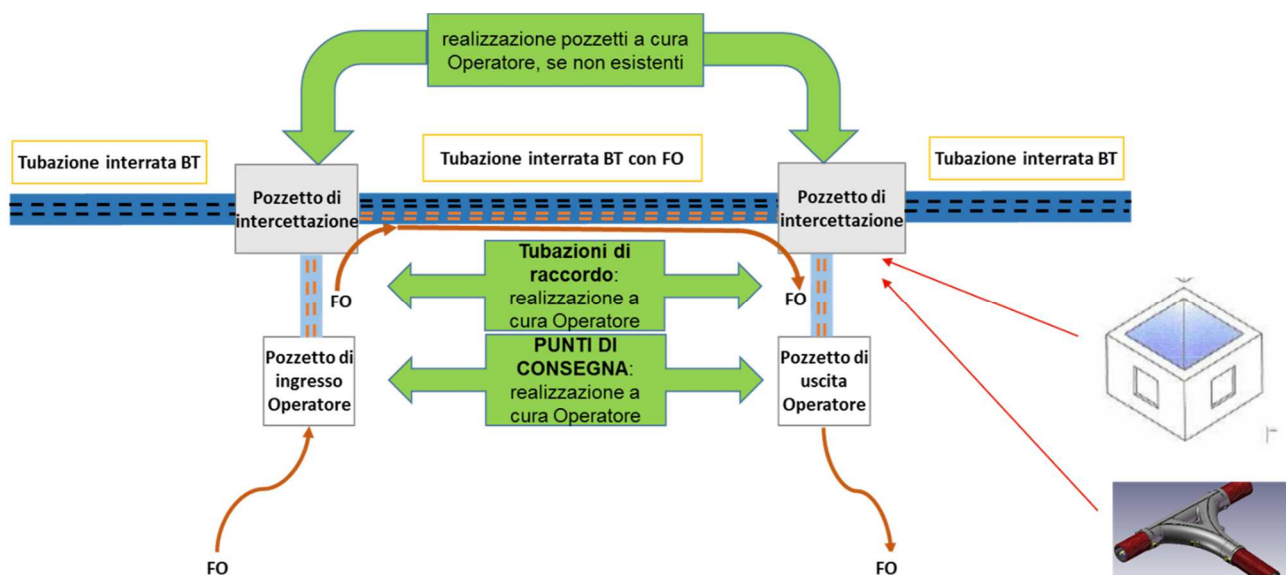 realizzazione pozzetti a cura
Operatore, se non esistenti
Tubazione interrata BT
Tubazione interrata BT con FO
Tubazione interrata BT
Pozzetto di
intercettazione
Pozzetto di
intercettazione
Tubazioni di
raccordo:
realizzazione a
cura Operatore
FO
FO
PUNTI DI
CONSEGNA:
realizzazione a
cura Operatore
Pozzetto di
ingresso
Operatore
Pozzetto di
uscita
Operatore
FO
FO